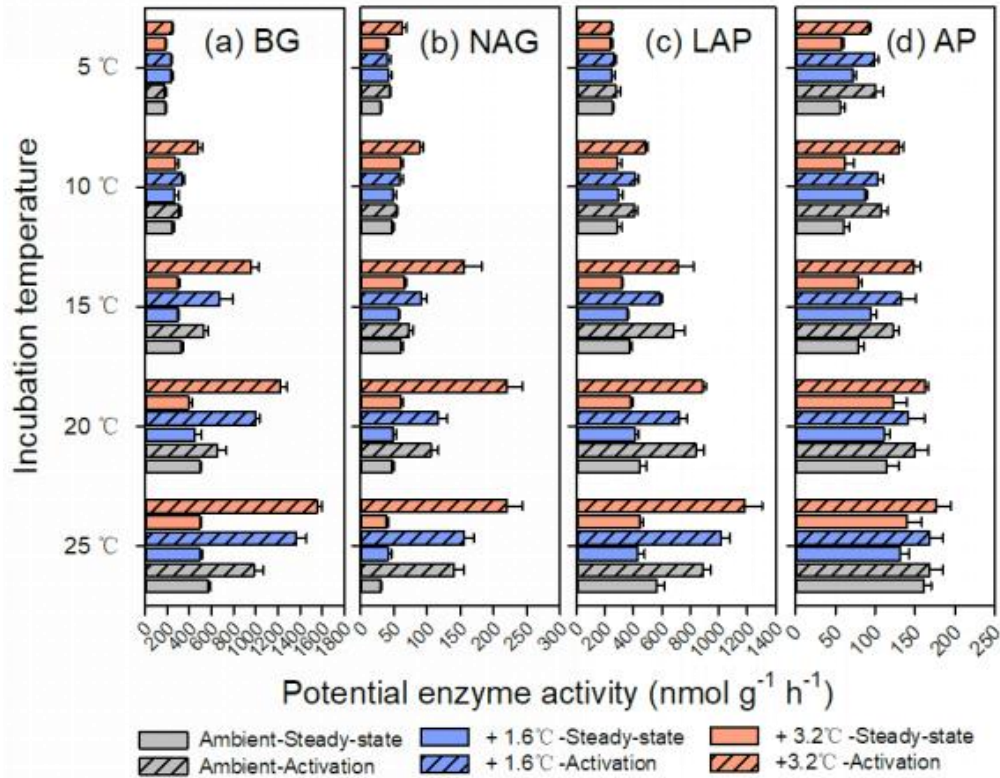 (a) BG
(b) NAG
(c) LAP
(d) AP
Incubation temperature
5 ℃
10 ℃
15 ℃
20 ℃
25 ℃
0 200 400 600 800 1000 1200 1400 1600 1800
0 50 100 150 200 250 300
0 200 400 600 800 1000 1200 1400
0 50 100 150 200 250
Potential enzyme activity (nmol g⁻¹ h⁻¹)
Ambient-Steady-state
+ 1.6℃ -Steady-state
+ 3.2℃ -Steady-state
Ambient-Activation
+ 1.6℃ -Activation
+3.2℃ -Activation